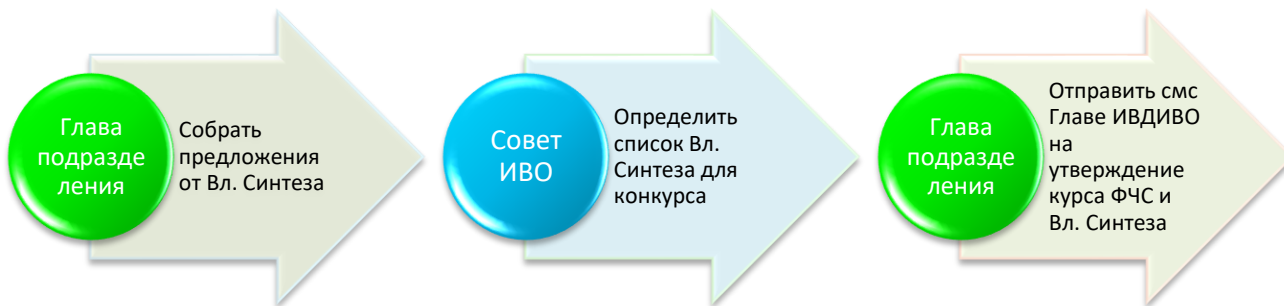 Глава
подразде
ления
Собрать
предложения
от Вл. Синтеза
Совет
ИВО
Определить
список Вл.
Синтеза для
конкурса
Глава
подразде
ления
Отправить смс
Главе ИВДИВО
на
утверждение
курса ФЧС и
Вл. Синтеза